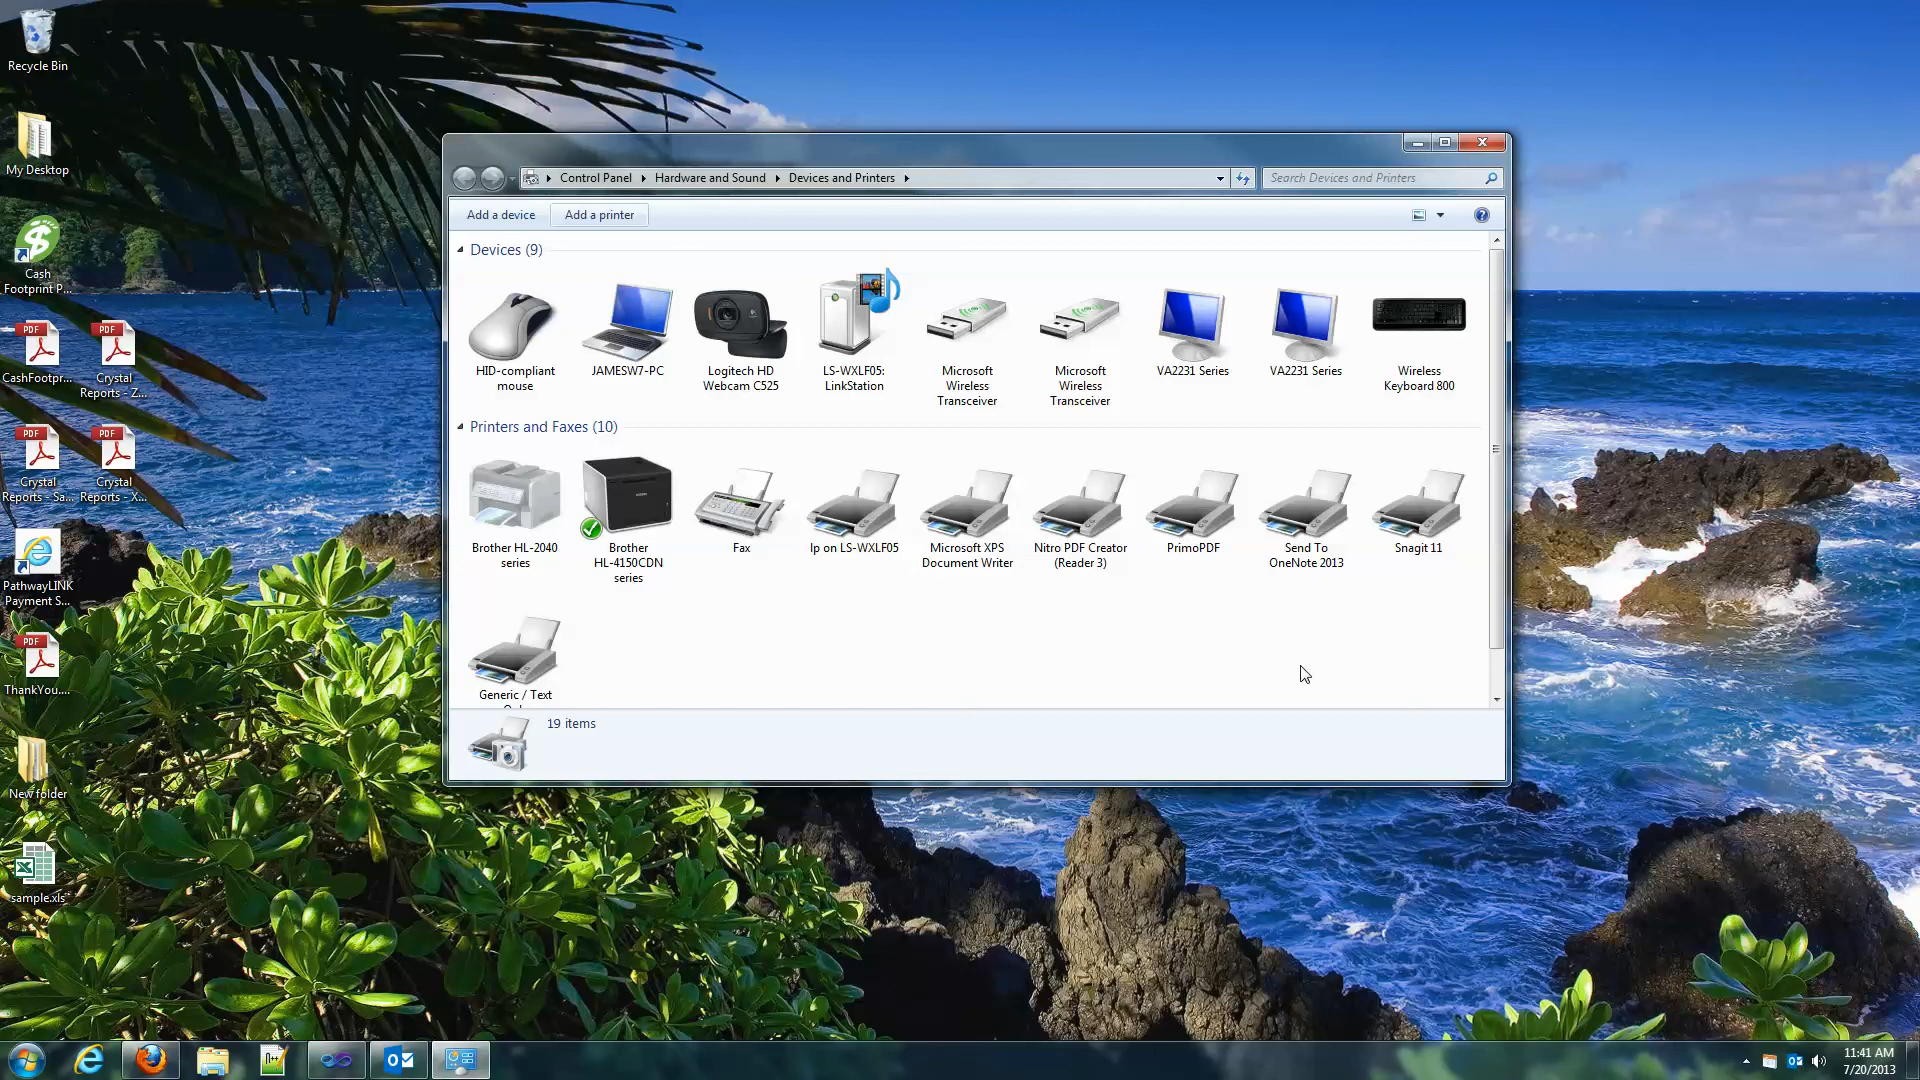 Recycle Bin
My Desktop
Cash
Footprint P...
PDF
CashFootpr...
PDF
Crystal
Reports - Z...
PDF
Crystal
Reports - Sa...
PDF
Crystal
Reports - X...
PathwayLINK
Payment S...
PDF
ThankYou....
New folder
sample.xls
Control Panel
Hardware and Sound
Devices and Printers
Search Devices and Printers
Add a device
Add a printer
Devices (9)
HID-compliant
mouse
JAMESW7-PC
Logitech HD
Webcam C525
LS-WXLF05:
LinkStation
Microsoft
Wireless
Transceiver
Microsoft
Wireless
Transceiver
VA2231 Series
VA2231 Series
Wireless
Keyboard 800
Printers and Faxes (10)
Brother HL-2040
series
Brother
HL-4150CDN
series
Fax
lp on LS-WXLF05
Microsoft XPS
Document Writer
Nitro PDF Creator
(Reader 3)
PrimoPDF
Send To
OneNote 2013
Snagit 11
Generic / Text
19 items
11:41 AM
7/20/2013